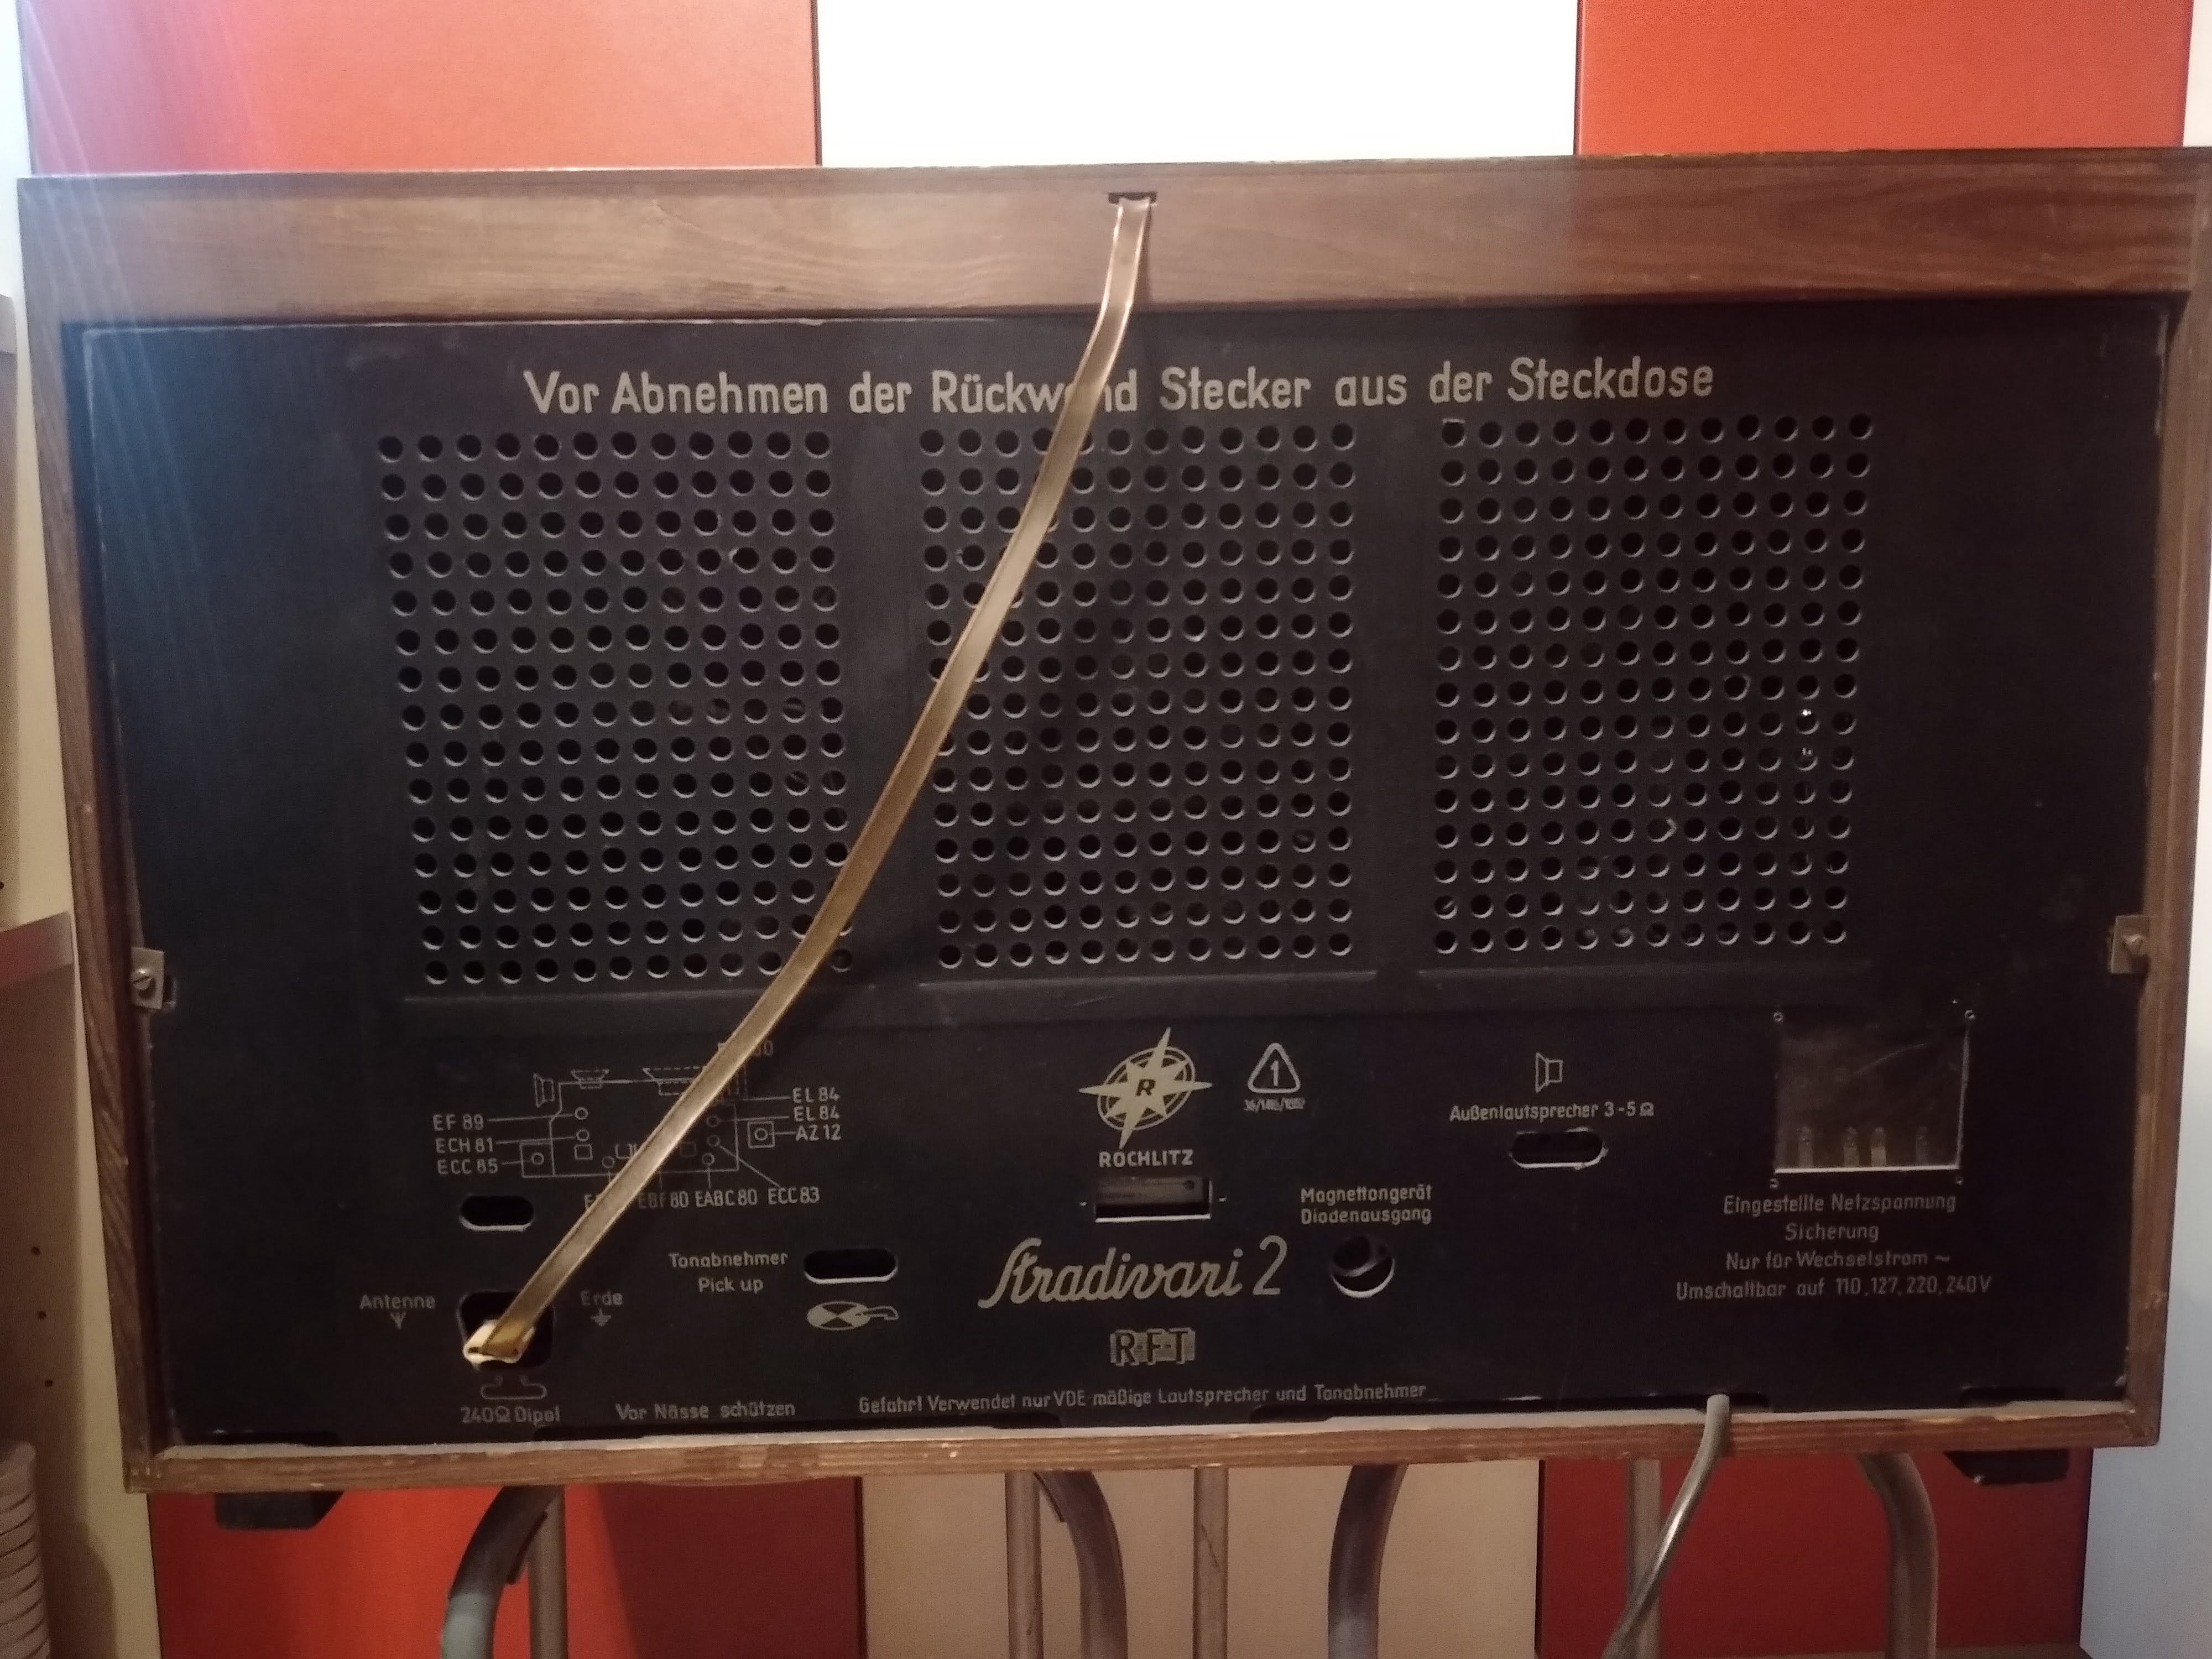 Vor Abnehmen der Rückwand Stecker aus der Steckdose
EF 89
ECH 81
ECC 85
EL 84
EL 84
AZ 12
EBF 80 EABC 80 ECC 83
R
ROCHLITZ
1
Außenlautsprecher 3-5 Ω
Magnettongerät
Diodenausgang
Eingestellte Netzspannung
Sicherung
Nur für Wechselstrom ~
Umschaltbar auf 110, 127, 220, 240V
Tonabnehmer
Pick up
Stradivari 2
Antenne
Erde
R-F-T
240Ω Dipol
Vor Nässe schützen
Gefahr! Verwendet nur VDE-mäßige Lautsprecher und Tonabnehmer